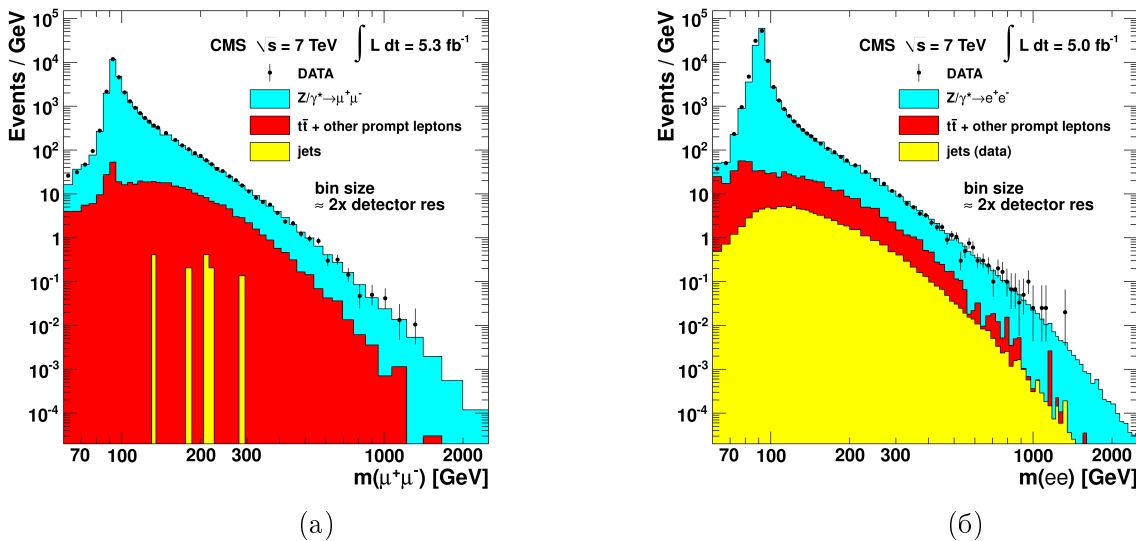 Events / GeV
10⁵
10⁴
10³
10²
10
1
10⁻¹
10⁻²
10⁻³
10⁻⁴
CMS √s = 7 TeV ∫ L dt = 5.3 fb⁻¹
DATA
Z/γ*→μ⁺μ⁻
tt̄ + other prompt leptons
jets
bin size
≈ 2x detector res
70 100 200 300 1000 2000
m(μ⁺μ⁻) [GeV]
(а)
Events / GeV
10⁵
10⁴
10³
10²
10
1
10⁻¹
10⁻²
10⁻³
10⁻⁴
CMS √s = 7 TeV ∫ L dt = 5.0 fb⁻¹
DATA
Z/γ*→e⁺e⁻
tt̄ + other prompt leptons
jets (data)
bin size
≈ 2x detector res
70 100 200 300 1000 2000
m(ee) [GeV]
(б)